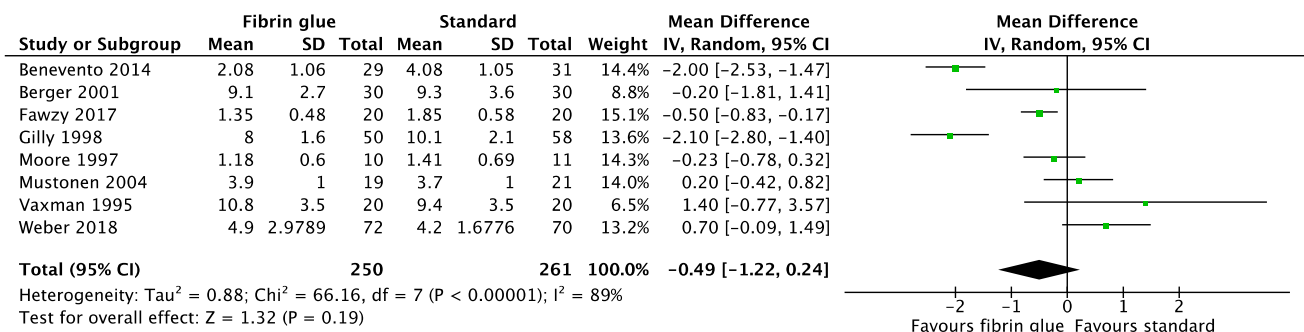 Fibrin glue Standard Mean Difference Mean Difference
Study or Subgroup Mean SD Total Mean SD Total Weight IV, Random, 95% CI IV, Random, 95% CI
Benevento 2014 2.08 1.06 29 4.08 1.05 31 14.4% −2.00 [−2.53, −1.47]
Berger 2001 9.1 2.7 30 9.3 3.6 30 8.8% −0.20 [−1.81, 1.41]
Fawzy 2017 1.35 0.48 20 1.85 0.58 20 15.1% −0.50 [−0.83, −0.17]
Gilly 1998 8 1.6 50 10.1 2.1 58 13.6% −2.10 [−2.80, −1.40]
Moore 1997 1.18 0.6 10 1.41 0.69 11 14.3% −0.23 [−0.78, 0.32]
Mustonen 2004 3.9 1 19 3.7 1 21 14.0% 0.20 [−0.42, 0.82]
Vaxman 1995 10.8 3.5 20 9.4 3.5 20 6.5% 1.40 [−0.77, 3.57]
Weber 2018 4.9 2.9789 72 4.2 1.6776 70 13.2% 0.70 [−0.09, 1.49]
Total (95% CI) 250 261 100.0% −0.49 [−1.22, 0.24]
Heterogeneity: Tau² = 0.88; Chi² = 66.16, df = 7 (P < 0.00001); I² = 89%
Test for overall effect: Z = 1.32 (P = 0.19)
−2 −1 0 1 2
Favours fibrin glue Favours standard